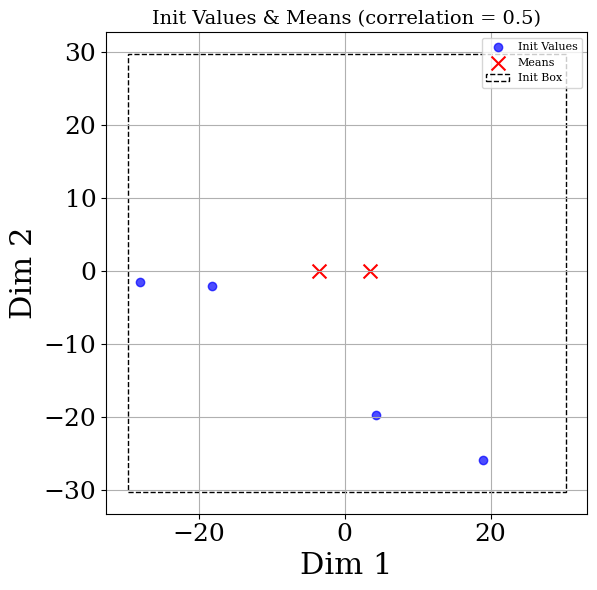 Init Values & Means (correlation = 0.5)
Init Values
Means
Init Box
30
20
10
0
−10
−20
−30
Dim 2
−20
0
20
Dim 1